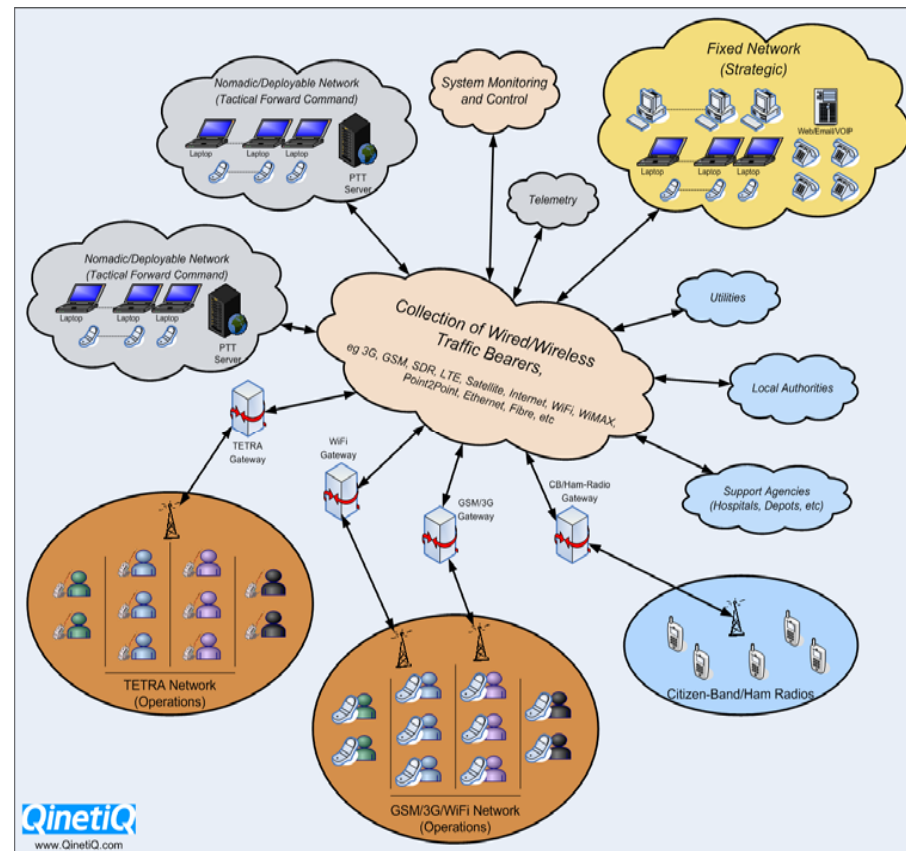 Nomadic/Deployable Network
(Tactical Forward Command)
Laptop
Laptop
Laptop
PTT
Server
System Monitoring
and Control
Fixed Network
(Strategic)
Web/Email/VOIP
Laptop
Laptop
Laptop
Telemetry
Nomadic/Deployable Network
(Tactical Forward Command)
Laptop
Laptop
Laptop
PTT
Server
Collection of Wired/Wireless
Traffic Bearers,
eg 3G, GSM, SDR, LTE, Satellite, Internet, WiFi, WiMAX,
Point2Point, Ethernet, Fibre, etc
Utilities
Local Authorities
Support Agencies
(Hospitals, Depots, etc)
TETRA
Gateway
WiFi
Gateway
GSM/3G
Gateway
CB/Ham-Radio
Gateway
TETRA Network
(Operations)
GSM/3G/WiFi Network
(Operations)
Citizen-Band/Ham Radios
QinetiQ
www.QinetiQ.com